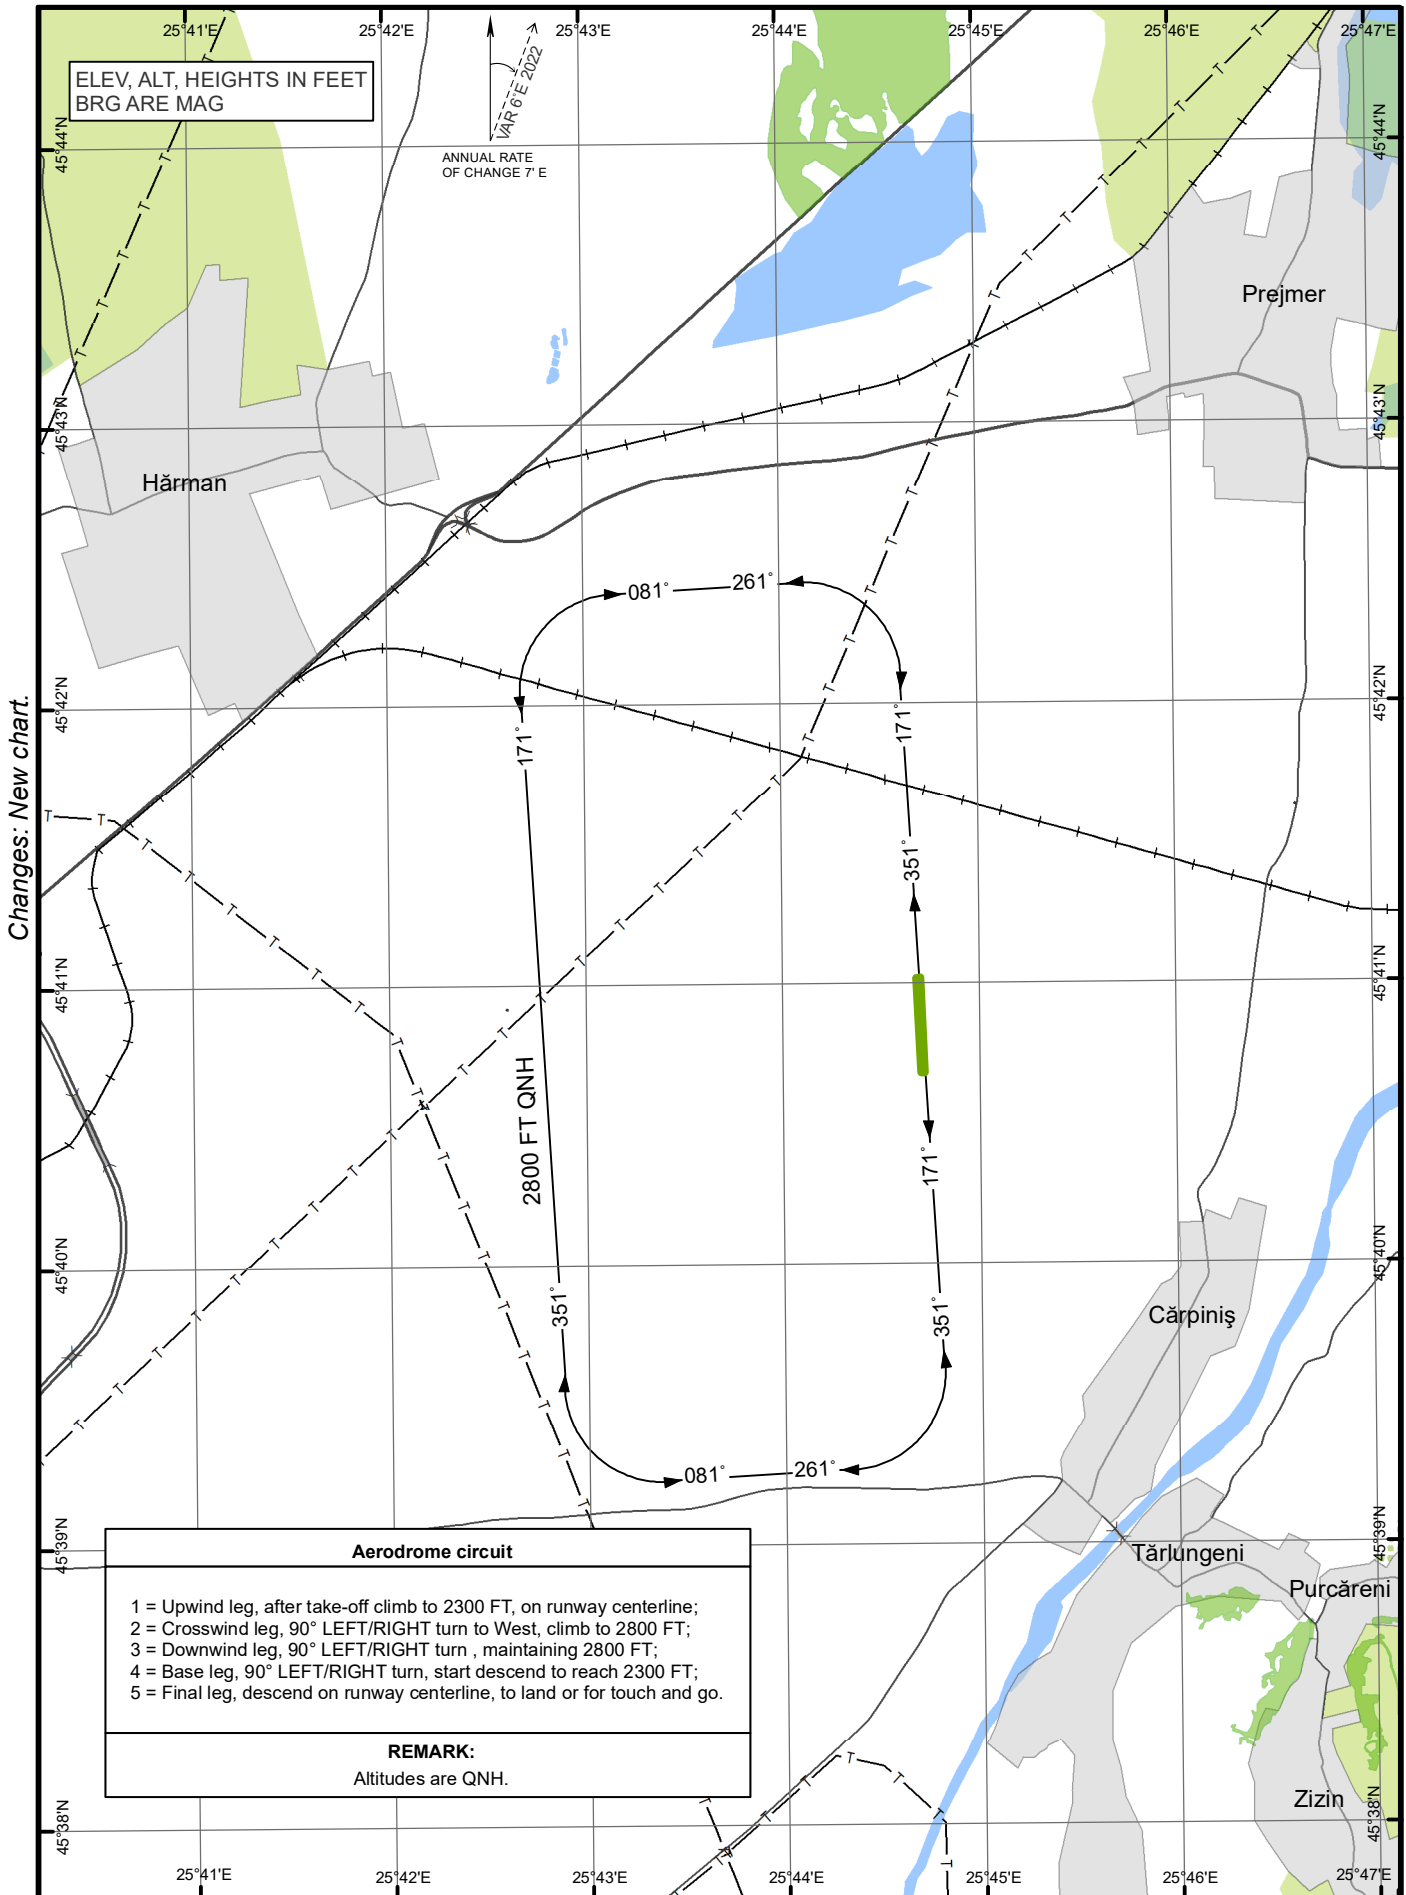 25°41'E
25°42'E
25°43'E
25°44'E
25°45'E
25°46'E
25°47'E
ELEV, ALT, HEIGHTS IN FEET
BRG ARE MAG
VAR 6°E 2022
ANNUAL RATE
OF CHANGE 7' E
45°44'N
45°44'N
Prejmer
45°43'N
45°43'N
Hărman
081°
261°
45°42'N
45°42'N
171°
171°
Changes: New chart.
351°
45°41'N
45°41'N
2800 FT QNH
171°
45°40'N
45°40'N
351°
351°
Cărpiniş
081°
261°
45°39'N
45°39'N
Tărlungeni
Purcăreni
Aerodrome circuit
1 = Upwind leg, after take-off climb to 2300 FT, on runway centerline;
2 = Crosswind leg, 90° LEFT/RIGHT turn to West, climb to 2800 FT;
3 = Downwind leg, 90° LEFT/RIGHT turn , maintaining 2800 FT;
4 = Base leg, 90° LEFT/RIGHT turn, start descend to reach 2300 FT;
5 = Final leg, descend on runway centerline, to land or for touch and go.
REMARK:
Altitudes are QNH.
Zizin
45°38'N
45°38'N
25°41'E
25°42'E
25°43'E
25°44'E
25°45'E
25°46'E
25°47'E